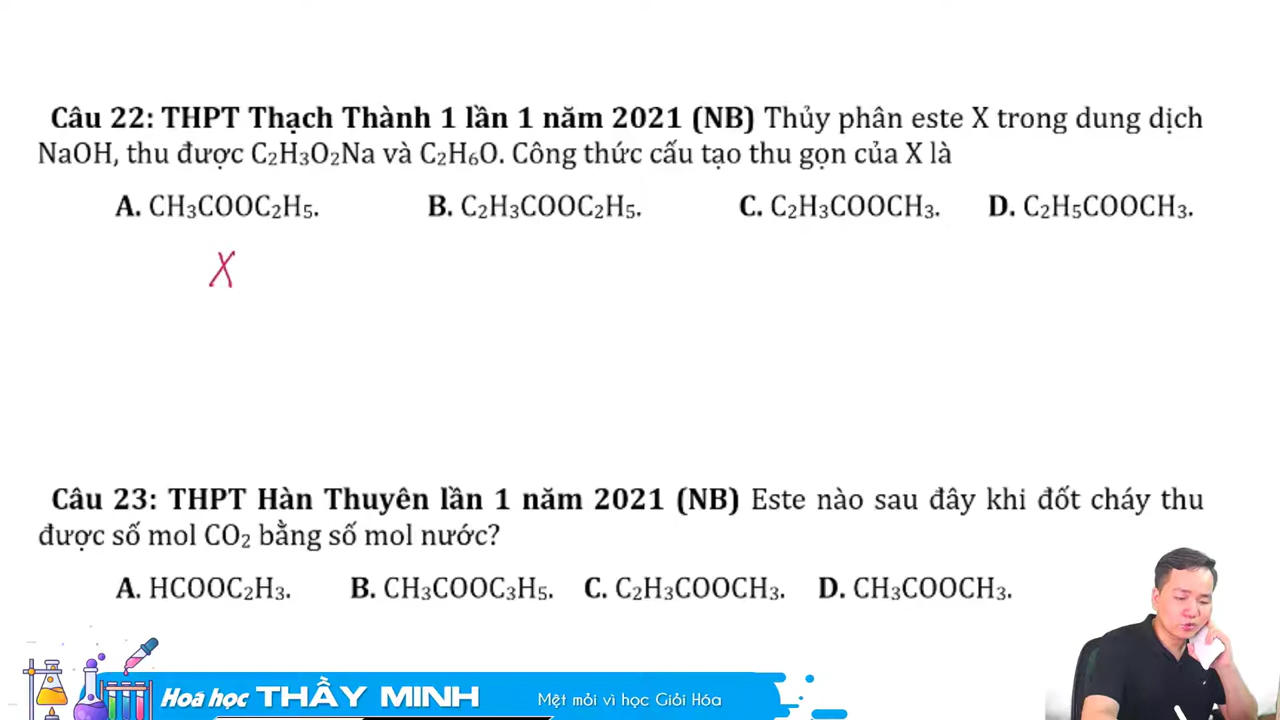 Câu 22: THPT Thạch Thành 1 lần 1 năm 2021 (NB) Thủy phân este X trong dung dịch
NaOH, thu được C₂H₃O₂Na và C₂H₆O. Công thức cấu tạo thu gọn của X là
A. CH₃COOC₂H₅. B. C₂H₃COOC₂H₅. C. C₂H₃COOCH₃. D. C₂H₅COOCH₃.
X
Câu 23: THPT Hàn Thuyên lần 1 năm 2021 (NB) Este nào sau đây khi đốt cháy thu
được số mol CO₂ bằng số mol nước?
A. HCOOC₂H₃. B. CH₃COOC₃H₅. C. C₂H₃COOCH₃. D. CH₃COOCH₃.
Hoá học THẦY MINH Mệt mỏi vì học Giỏi Hóa